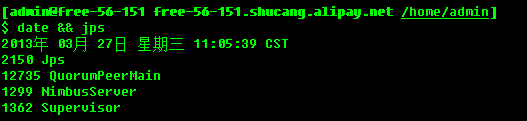 [admin@free-56-151 free-56-151.shucang.alipay.net /home/admin]
$ date && jps
2013年 03月 27日 星期三 11:05:39 CST
2150 Jps
12735 QuorumPeerMain
1299 NimbusServer
1362 Supervisor